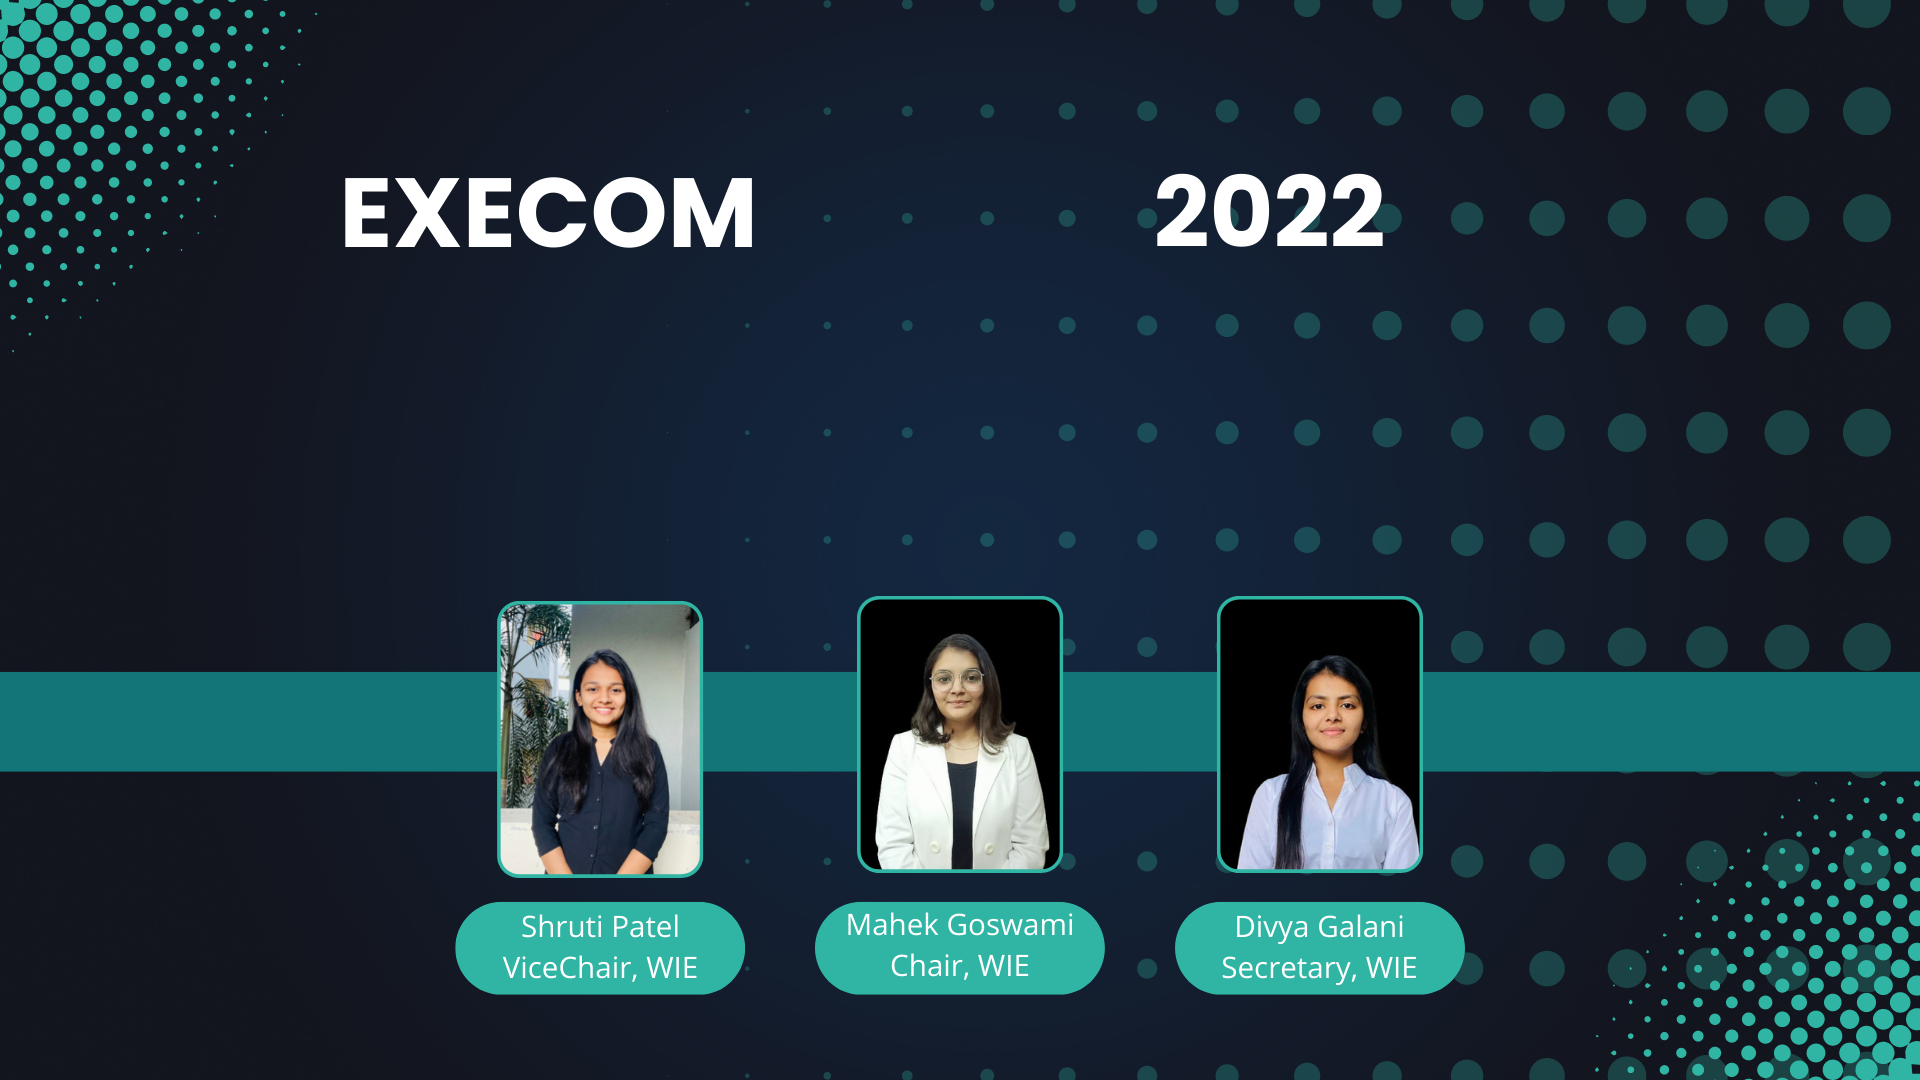 EXECOM 2022
Shruti Patel
ViceChair, WIE
Mahek Goswami
Chair, WIE
Divya Galani
Secretary, WIE